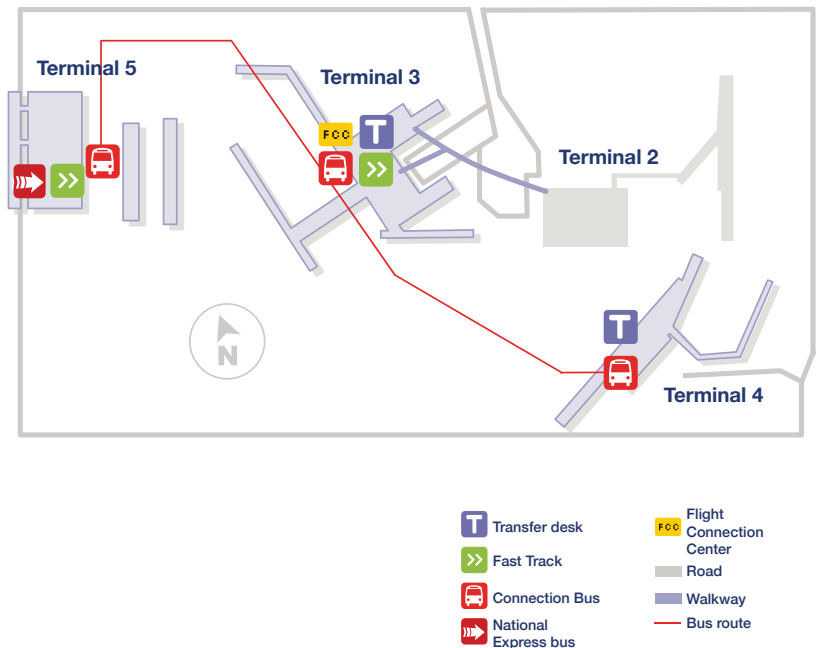 Terminal 5
Terminal 3
FCC
T
Terminal 2
N
T
Terminal 4
T Transfer desk
Fast Track
Connection Bus
National
Express bus
FCC
Flight
Connection
Center
Road
Walkway
Bus route